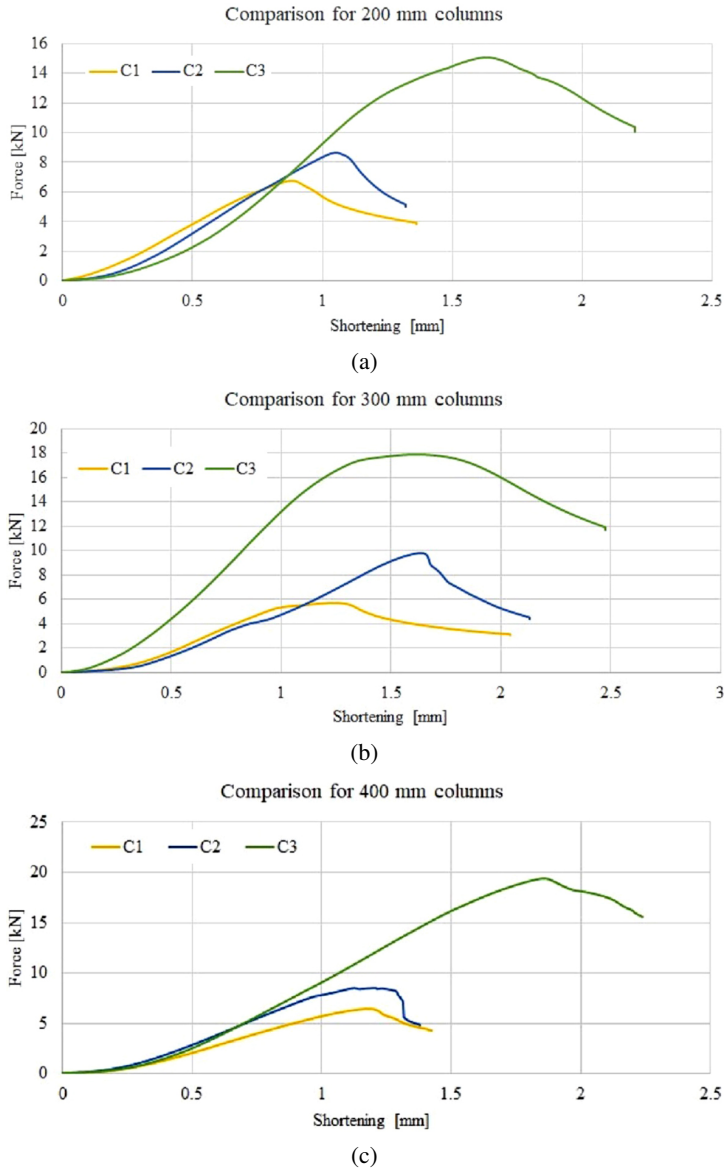 Comparison for 200 mm columns
16
14
12
10
8
6
4
2
0
Force [kN]
C1 C2 C3
0 0.5 1 1.5 2 2.5
Shortening [mm]
(a)
Comparison for 300 mm columns
20
18
16
14
12
10
8
6
4
2
0
Force [kN]
C1 C2 C3
0 0.5 1 1.5 2 2.5 3
Shortening [mm]
(b)
Comparison for 400 mm columns
25
20
15
10
5
0
Force [kN]
C1 C2 C3
0 0.5 1 1.5 2 2.5
Shortening [mm]
(c)